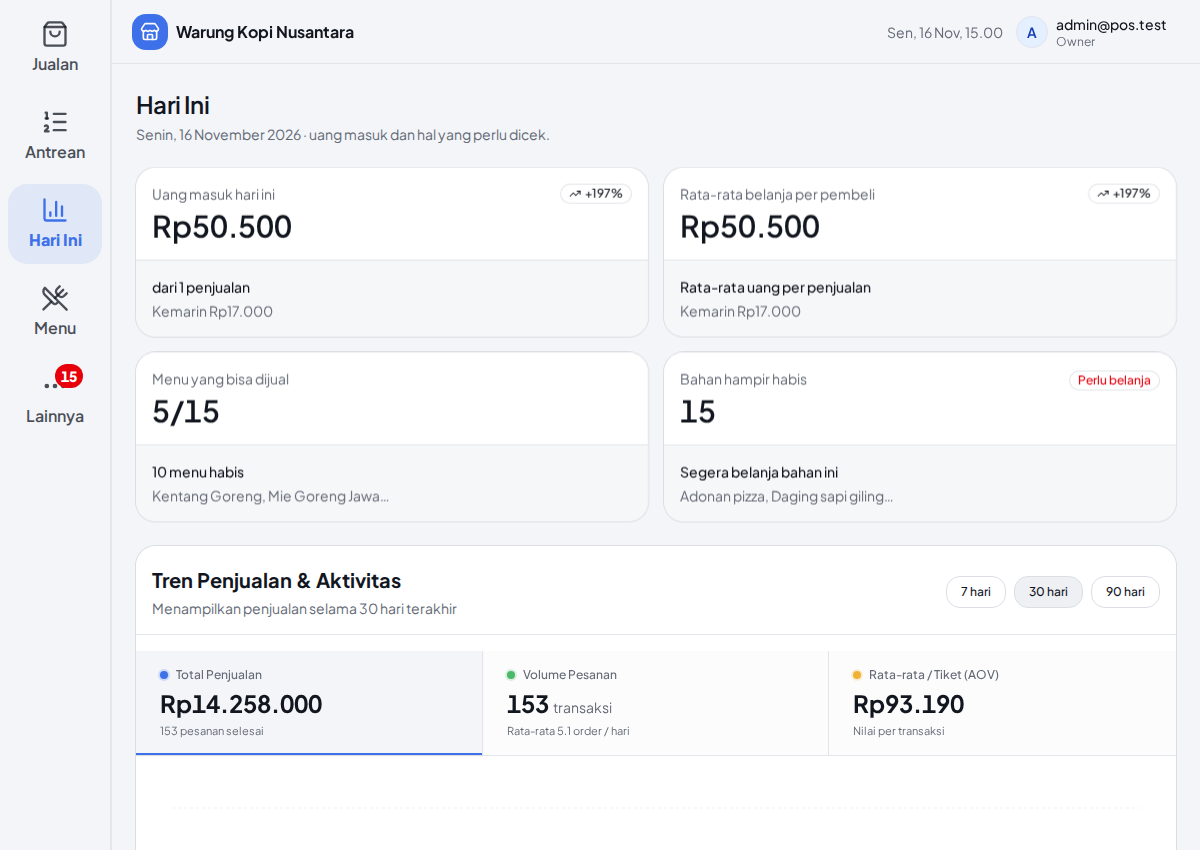 Jualan
Antrean
Hari Ini
Menu
15
Lainnya
Warung Kopi Nusantara
Sen, 16 Nov, 15.00
A
admin@pos.test
Owner
Hari Ini
Senin, 16 November 2026 · uang masuk dan hal yang perlu dicek.
Uang masuk hari ini
+197%
Rp50.500
dari 1 penjualan
Kemarin Rp17.000
Rata-rata belanja per pembeli
+197%
Rp50.500
Rata-rata uang per penjualan
Kemarin Rp17.000
Menu yang bisa dijual
5/15
10 menu habis
Kentang Goreng, Mie Goreng Jawa...
Bahan hampir habis
Perlu belanja
15
Segera belanja bahan ini
Adonan pizza, Daging sapi giling...
Tren Penjualan & Aktivitas
Menampilkan penjualan selama 30 hari terakhir
7 hari
30 hari
90 hari
Total Penjualan
Rp14.258.000
153 pesanan selesai
Volume Pesanan
153 transaksi
Rata-rata 5.1 order / hari
Rata-rata / Tiket (AOV)
Rp93.190
Nilai per transaksi